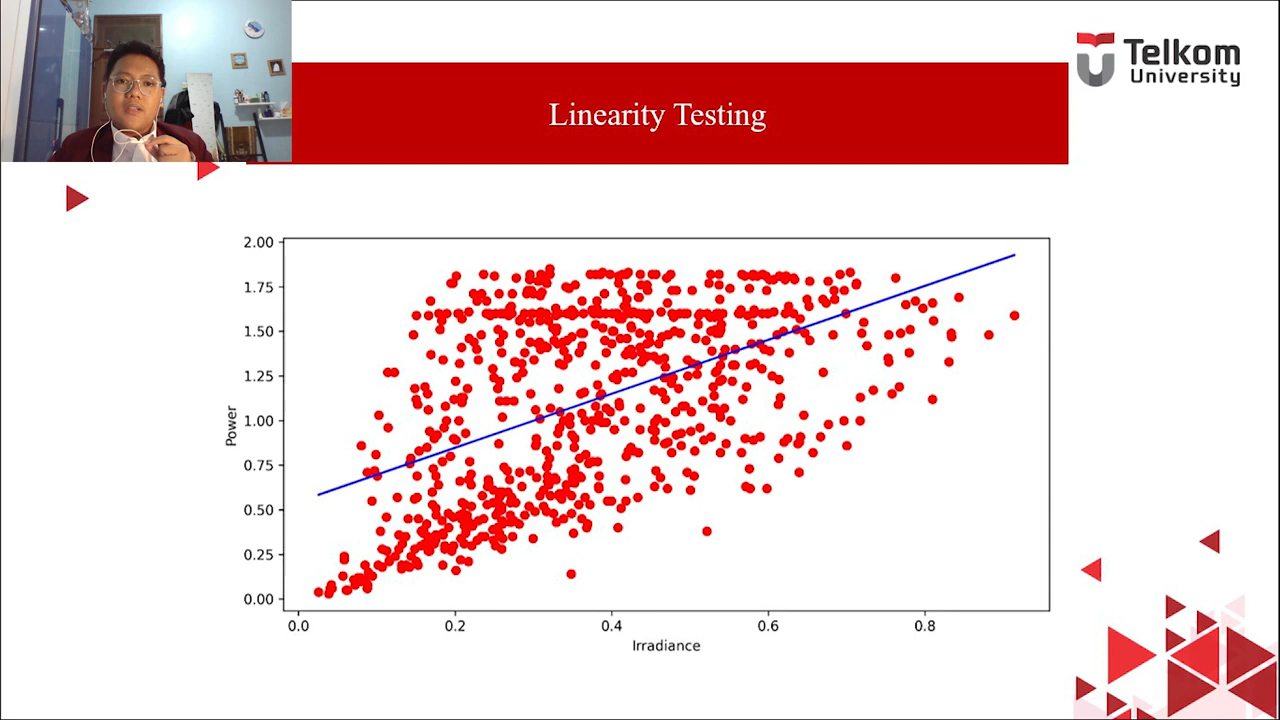 Linearity Testing
Telkom
University
2.00
1.75
1.50
1.25
1.00
0.75
0.50
0.25
0.00
Power
0.0 0.2 0.4 0.6 0.8
Irradiance